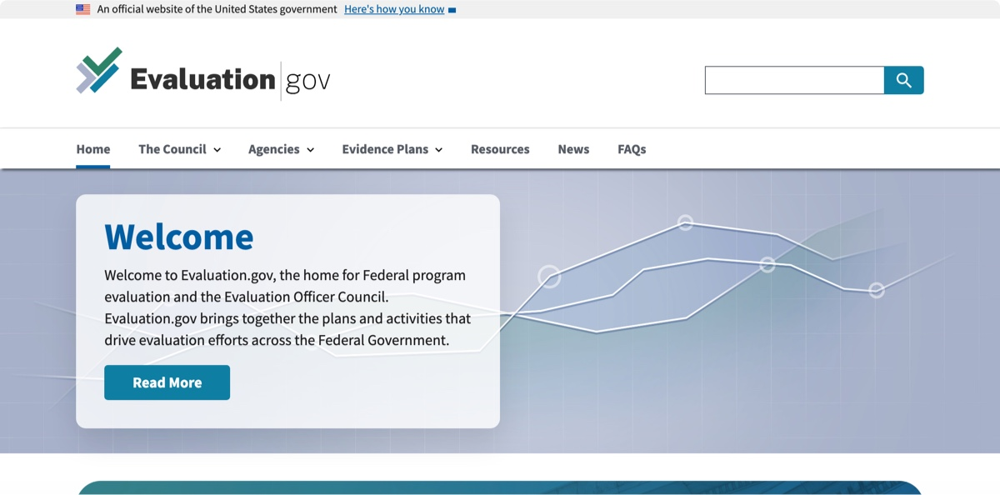 An official website of the United States government Here's how you know
Evaluation gov
Home The Council Agencies Evidence Plans Resources News FAQs
Welcome
Welcome to Evaluation.gov, the home for Federal program
evaluation and the Evaluation Officer Council.
Evaluation.gov brings together the plans and activities that
drive evaluation efforts across the Federal Government.
Read More